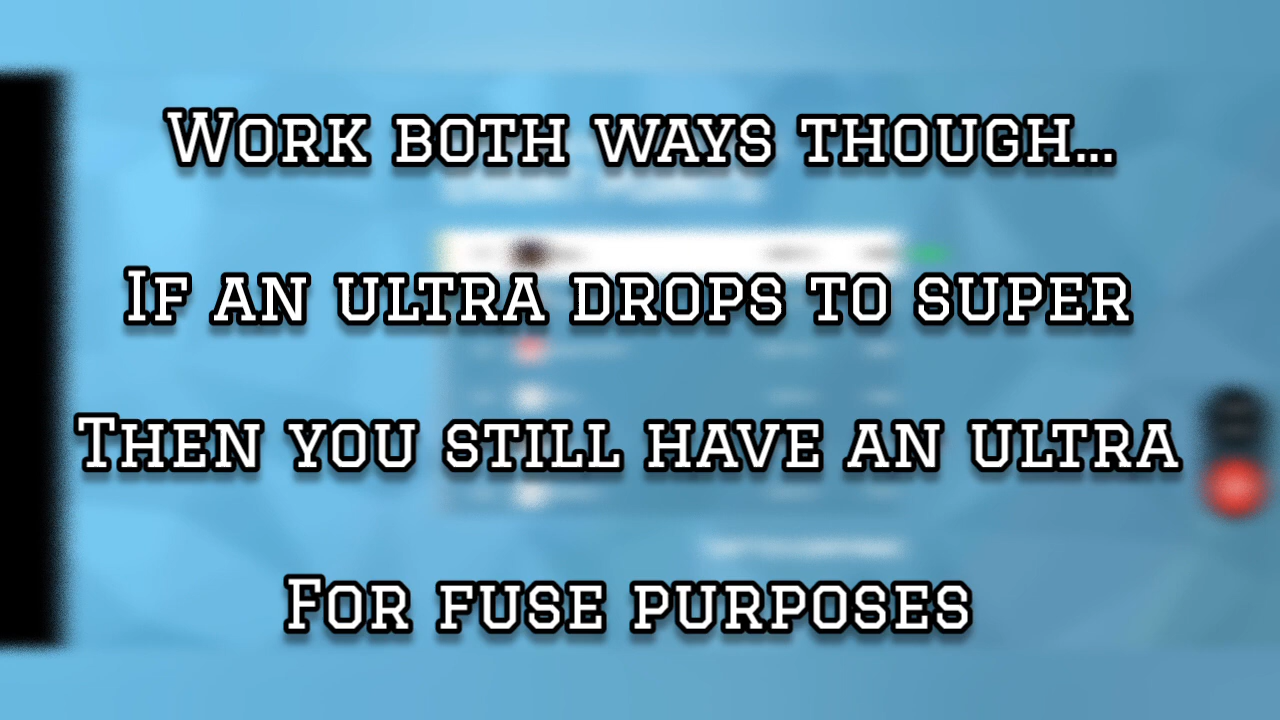 Work both ways though...
If an ultra drops to super
Then you still have an ultra
For fuse purposes